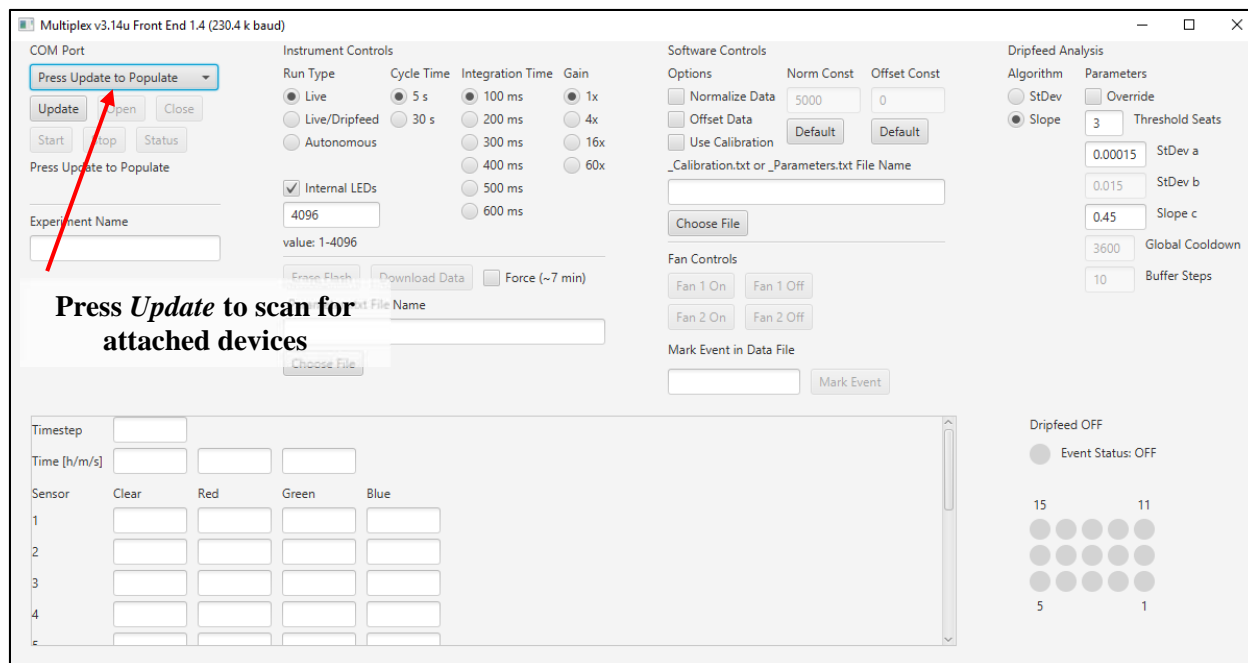 Multiplex v3.14u Front End 1.4 (230.4 k baud)
COM Port
Press Update to Populate
Update Open Close
Start Stop Status
Press Update to Populate
Experiment Name
Press Update to scan for
attached devices
Instrument Controls
Run Type Cycle Time Integration Time Gain
Live 5 s 100 ms 1x
Live/Dripfeed 30 s 200 ms 4x
Autonomous 300 ms 16x
400 ms 60x
Internal LEDs 500 ms
4096 600 ms
value: 1-4096
Erase Flash Download Data Force (~7 min)
File Name
Choose File
Software Controls
Options Norm Const Offset Const
Normalize Data 5000 0
Offset Data
Default Default
Use Calibration
_Calibration.txt or _Parameters.txt File Name
Choose File
Fan Controls
Fan 1 On Fan 1 Off
Fan 2 On Fan 2 Off
Mark Event in Data File
Mark Event
Dripfeed Analysis
Algorithm Parameters
StDev Override
Slope 3 Threshold Seats
0.00015 StDev a
0.015 StDev b
0.45 Slope c
3600 Global Cooldown
10 Buffer Steps
Timestep
Time [h/m/s]
Sensor Clear Red Green Blue
1
2
3
4
Dripfeed OFF
Event Status: OFF
15 11
5 1